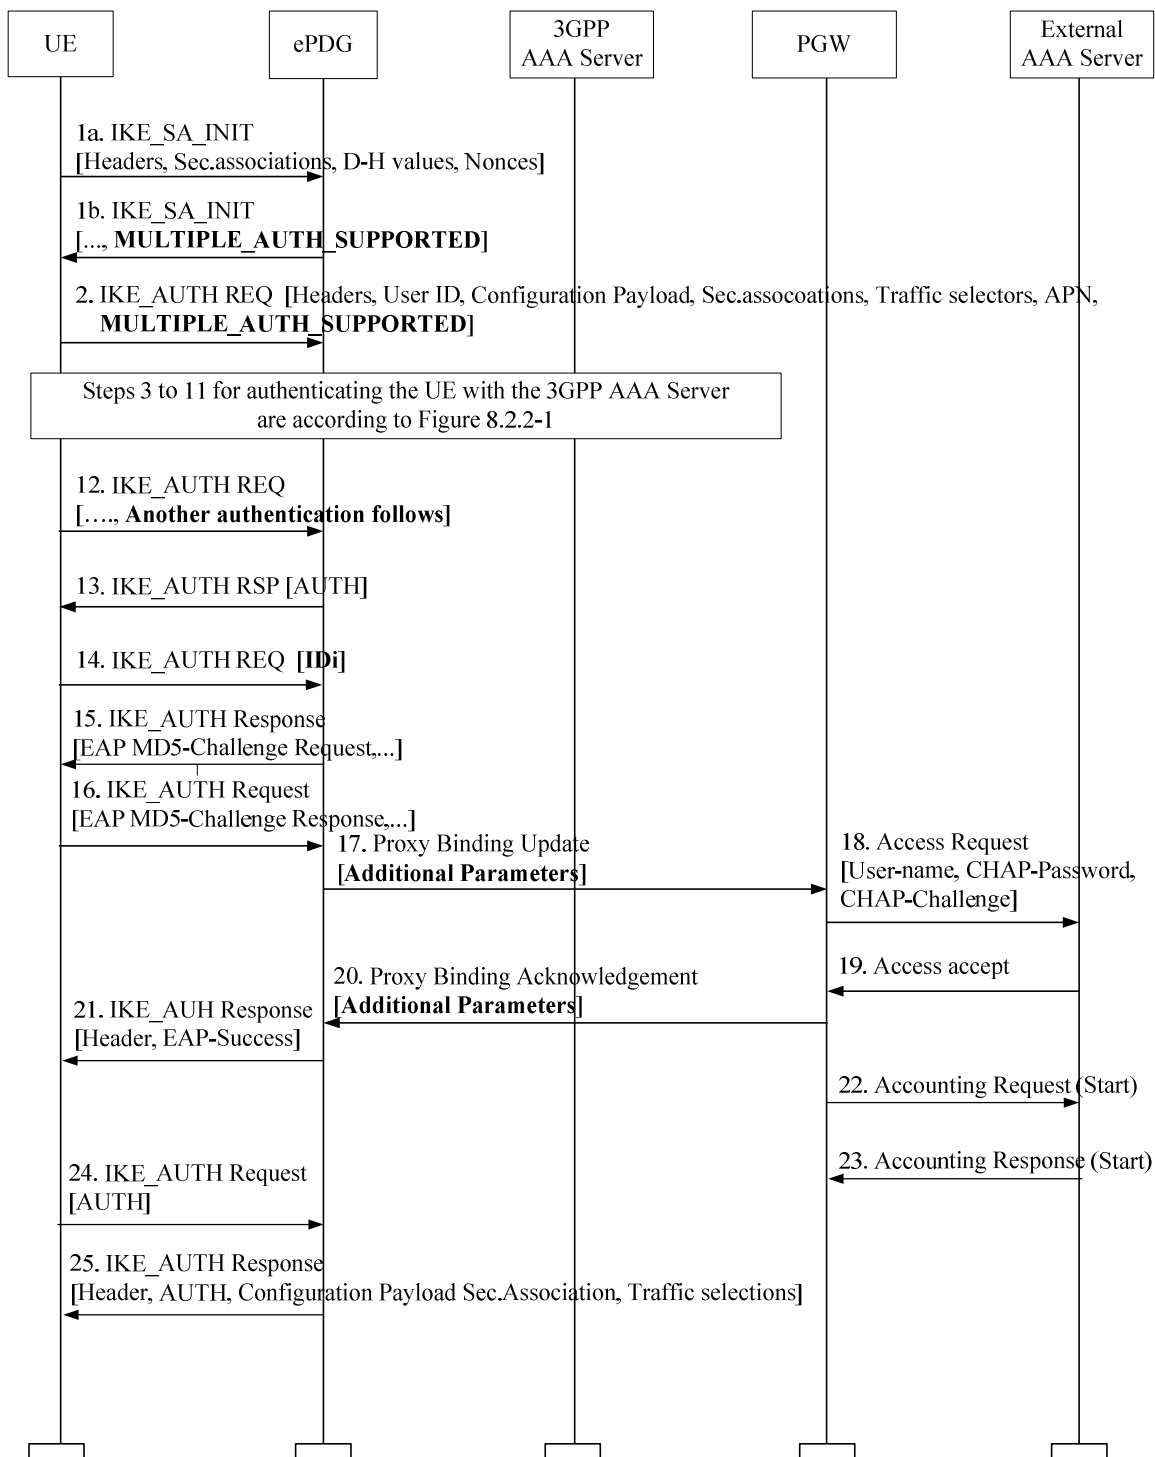 UE
ePDG
3GPP
AAA Server
PGW
External
AAA Server
1a. IKE_SA_INIT
[Headers, Sec.associations, D-H values, Nonces]
1b. IKE_SA_INIT
[..., MULTIPLE_AUTH_SUPPORTED]
2. IKE_AUTH REQ [Headers, User ID, Configuration Payload, Sec.assocoations, Traffic selectors, APN,
MULTIPLE_AUTH_SUPPORTED]
Steps 3 to 11 for authenticating the UE with the 3GPP AAA Server
are according to Figure 8.2.2-1
12. IKE_AUTH REQ
[…., Another authentication follows]
13. IKE_AUTH RSP [AUTH]
14. IKE_AUTH REQ [IDi]
15. IKE_AUTH Response
[EAP MD5-Challenge Request,...]
16. IKE_AUTH Request
[EAP MD5-Challenge Response,...]
17. Proxy Binding Update
[Additional Parameters]
18. Access Request
[User-name, CHAP-Password,
CHAP-Challenge]
19. Access accept
20. Proxy Binding Acknowledgement
[Additional Parameters]
21. IKE_AUH Response
[Header, EAP-Success]
22. Accounting Request (Start)
23. Accounting Response (Start)
24. IKE_AUTH Request
[AUTH]
25. IKE_AUTH Response
[Header, AUTH, Configuration Payload Sec.Association, Traffic selections]